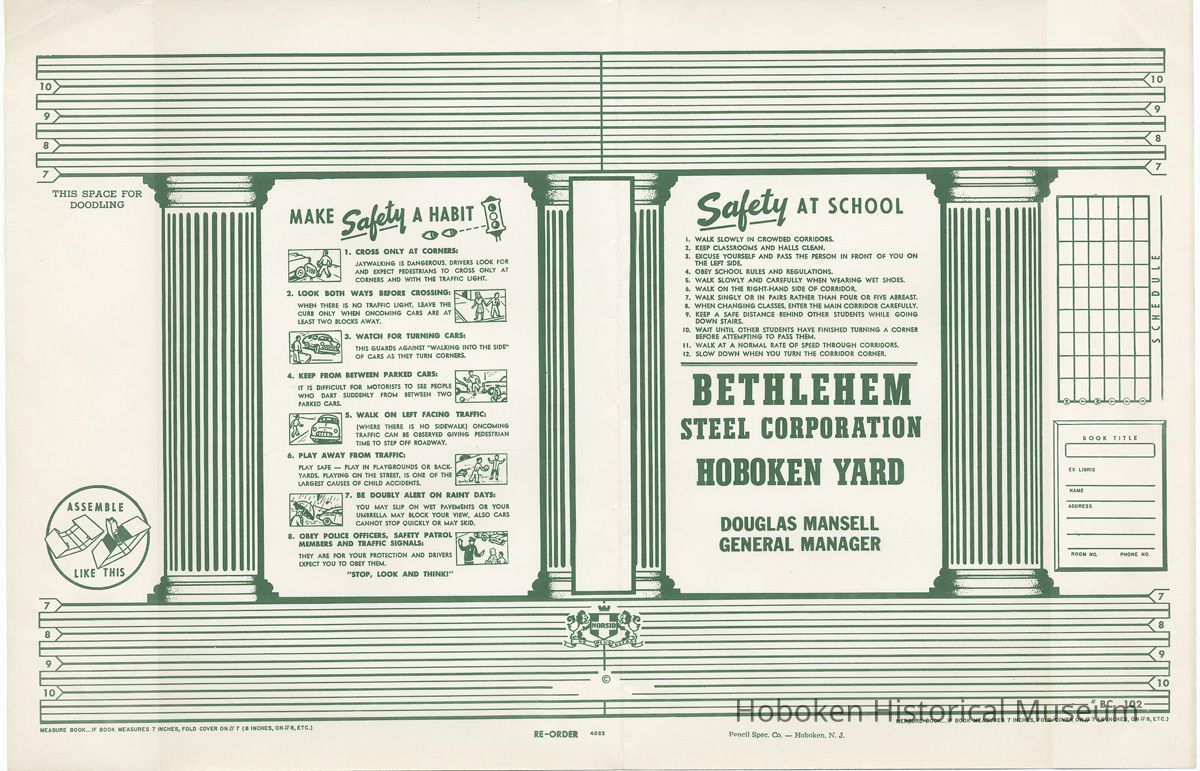 10
9
8
7
10
9
8
7
THIS SPACE FOR
DOODLING
MAKE Safety A HABIT
1. CROSS ONLY AT CORNERS:
JAYWALKING IS DANGEROUS. DRIVERS LOOK FOR
AND EXPECT PEDESTRIANS TO CROSS ONLY AT
CORNERS AND WITH THE TRAFFIC LIGHT.
2. LOOK BOTH WAYS BEFORE CROSSING:
WHEN THERE IS NO TRAFFIC LIGHT, LEAVE THE
CURB ONLY WHEN ONCOMING CARS ARE AT
LEAST TWO BLOCKS AWAY.
3. WATCH FOR TURNING CARS:
THIS GUARDS AGAINST "WALKING INTO THE SIDE"
OF CARS AS THEY TURN CORNERS.
4. KEEP FROM BETWEEN PARKED CARS:
IT IS DIFFICULT FOR MOTORISTS TO SEE PEOPLE
WHO DART SUDDENLY FROM BETWEEN TWO
PARKED CARS.
5. WALK ON LEFT FACING TRAFFIC:
(WHERE THERE IS NO SIDEWALK) ONCOMING
TRAFFIC CAN BE OBSERVED GIVING PEDESTRIAN
TIME TO STEP OFF ROADWAY.
6. PLAY AWAY FROM TRAFFIC:
PLAY SAFE — PLAY IN PLAYGROUNDS OR BACK-
YARDS. PLAYING ON THE STREET, IS ONE OF THE
LARGEST CAUSES OF CHILD ACCIDENTS.
7. BE DOUBLY ALERT ON RAINY DAYS:
YOU MAY SLIP ON WET PAVEMENTS OR YOUR
UMBRELLA MAY BLOCK YOUR VIEW. ALSO CARS
CANNOT STOP QUICKLY OR MAY SKID.
8. OBEY POLICE OFFICERS, SAFETY PATROL
MEMBERS AND TRAFFIC SIGNALS:
THEY ARE FOR YOUR PROTECTION AND DRIVERS
EXPECT YOU TO OBEY THEM.
"STOP, LOOK AND THINK!"
ASSEMBLE
LIKE THIS
Safety AT SCHOOL
1. WALK SLOWLY IN CROWDED CORRIDORS.
2. KEEP CLASSROOMS AND HALLS CLEAN.
3. EXCUSE YOURSELF AND PASS THE PERSON IN FRONT OF YOU ON
THE LEFT SIDE.
4. OBEY SCHOOL RULES AND REGULATIONS.
5. WALK SLOWLY AND CAREFULLY WHEN WEARING WET SHOES.
6. WALK ON THE RIGHT-HAND SIDE OF CORRIDOR.
7. WALK SINGLY OR IN PAIRS RATHER THAN FOUR OR FIVE ABREAST.
8. WHEN CHANGING CLASSES, ENTER THE MAIN CORRIDOR CAREFULLY.
9. KEEP A SAFE DISTANCE BEHIND OTHER STUDENTS WHILE GOING
DOWN STAIRS.
10. WAIT UNTIL OTHER STUDENTS HAVE FINISHED TURNING A CORNER
BEFORE ATTEMPTING TO PASS THEM.
11. WALK AT A NORMAL RATE OF SPEED THROUGH CORRIDORS.
12. SLOW DOWN WHEN YOU TURN THE CORRIDOR CORNER.
BETHLEHEM
STEEL CORPORATION
HOBOKEN YARD
DOUGLAS MANSELL
GENERAL MANAGER
SCHEDULE
BOOK TITLE
EX LIBRIS
NAME
ADDRESS
ROOM NO. PHONE NO.
7
8
9
10
7
8
9
10
NORSID
©
# BC 102
MEASURE BOOK...IF BOOK MEASURES 7 INCHES, FOLD COVER ON # 7 (8 INCHES, ON # 8, ETC.)
RE-ORDER 4022
Pencil Spec. Co. — Hoboken, N. J.
MEASURE BOOK...IF BOOK MEASURES 7 INCHES, FOLD COVER ON # 7 (8 INCHES, ON # 8, ETC.)
Hoboken Historical Museum